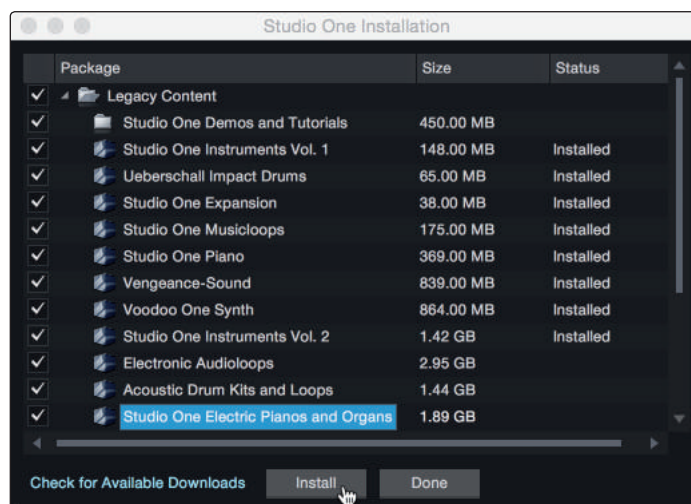 Studio One Installation
Package Size Status
Legacy Content
Studio One Demos and Tutorials 450.00 MB
Studio One Instruments Vol. 1 148.00 MB Installed
Ueberschall Impact Drums 65.00 MB Installed
Studio One Expansion 38.00 MB Installed
Studio One Musicloops 175.00 MB Installed
Studio One Piano 369.00 MB Installed
Vengeance-Sound 839.00 MB Installed
Voodoo One Synth 864.00 MB Installed
Studio One Instruments Vol. 2 1.42 GB Installed
Electronic Audioloops 2.95 GB
Acoustic Drum Kits and Loops 1.44 GB
Studio One Electric Pianos and Organs 1.89 GB
Check for Available Downloads Install Done